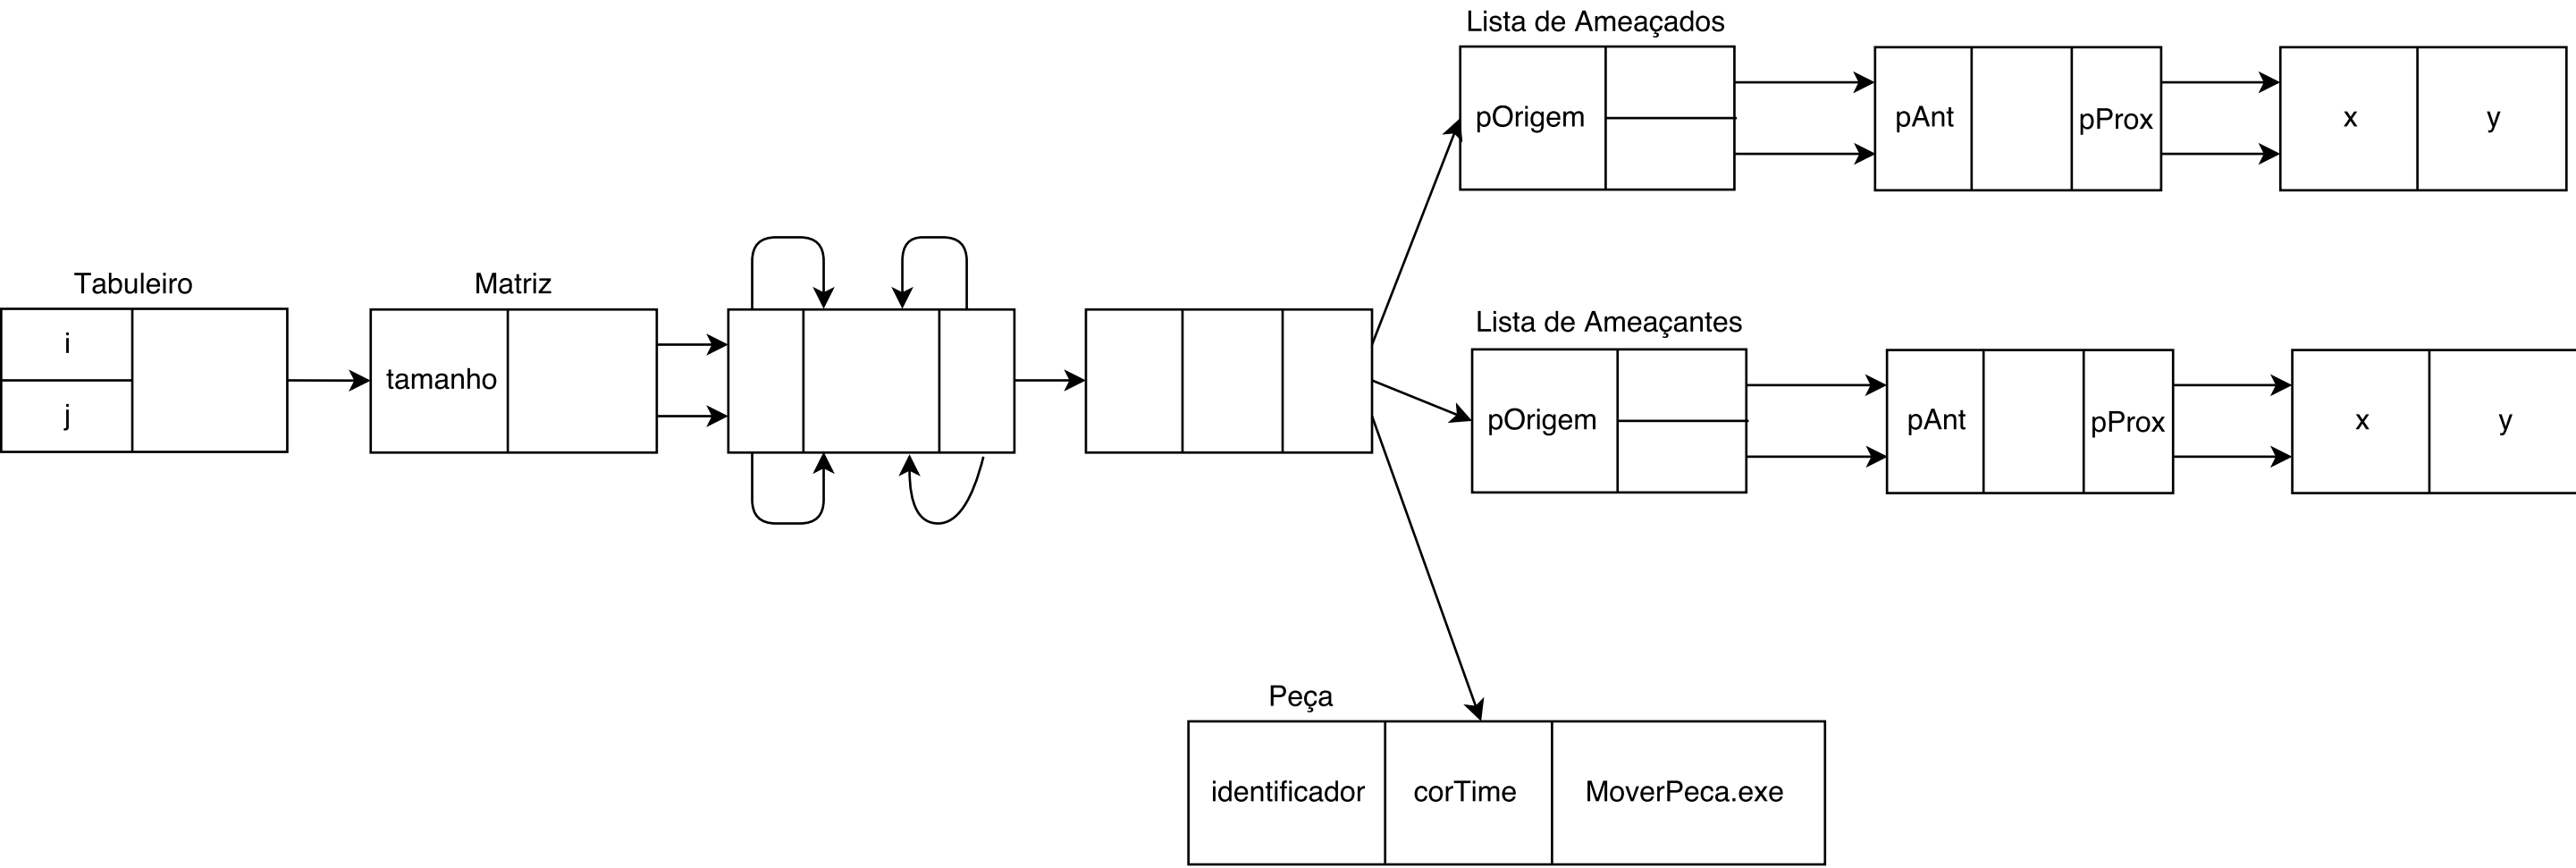 Lista de Ameaçados
pOrigem
pAnt
pProx
x
y
Tabuleiro
i
j
Matriz
tamanho
Lista de Ameaçantes
pOrigem
pAnt
pProx
x
y
Peça
identificador
corTime
MoverPeca.exe